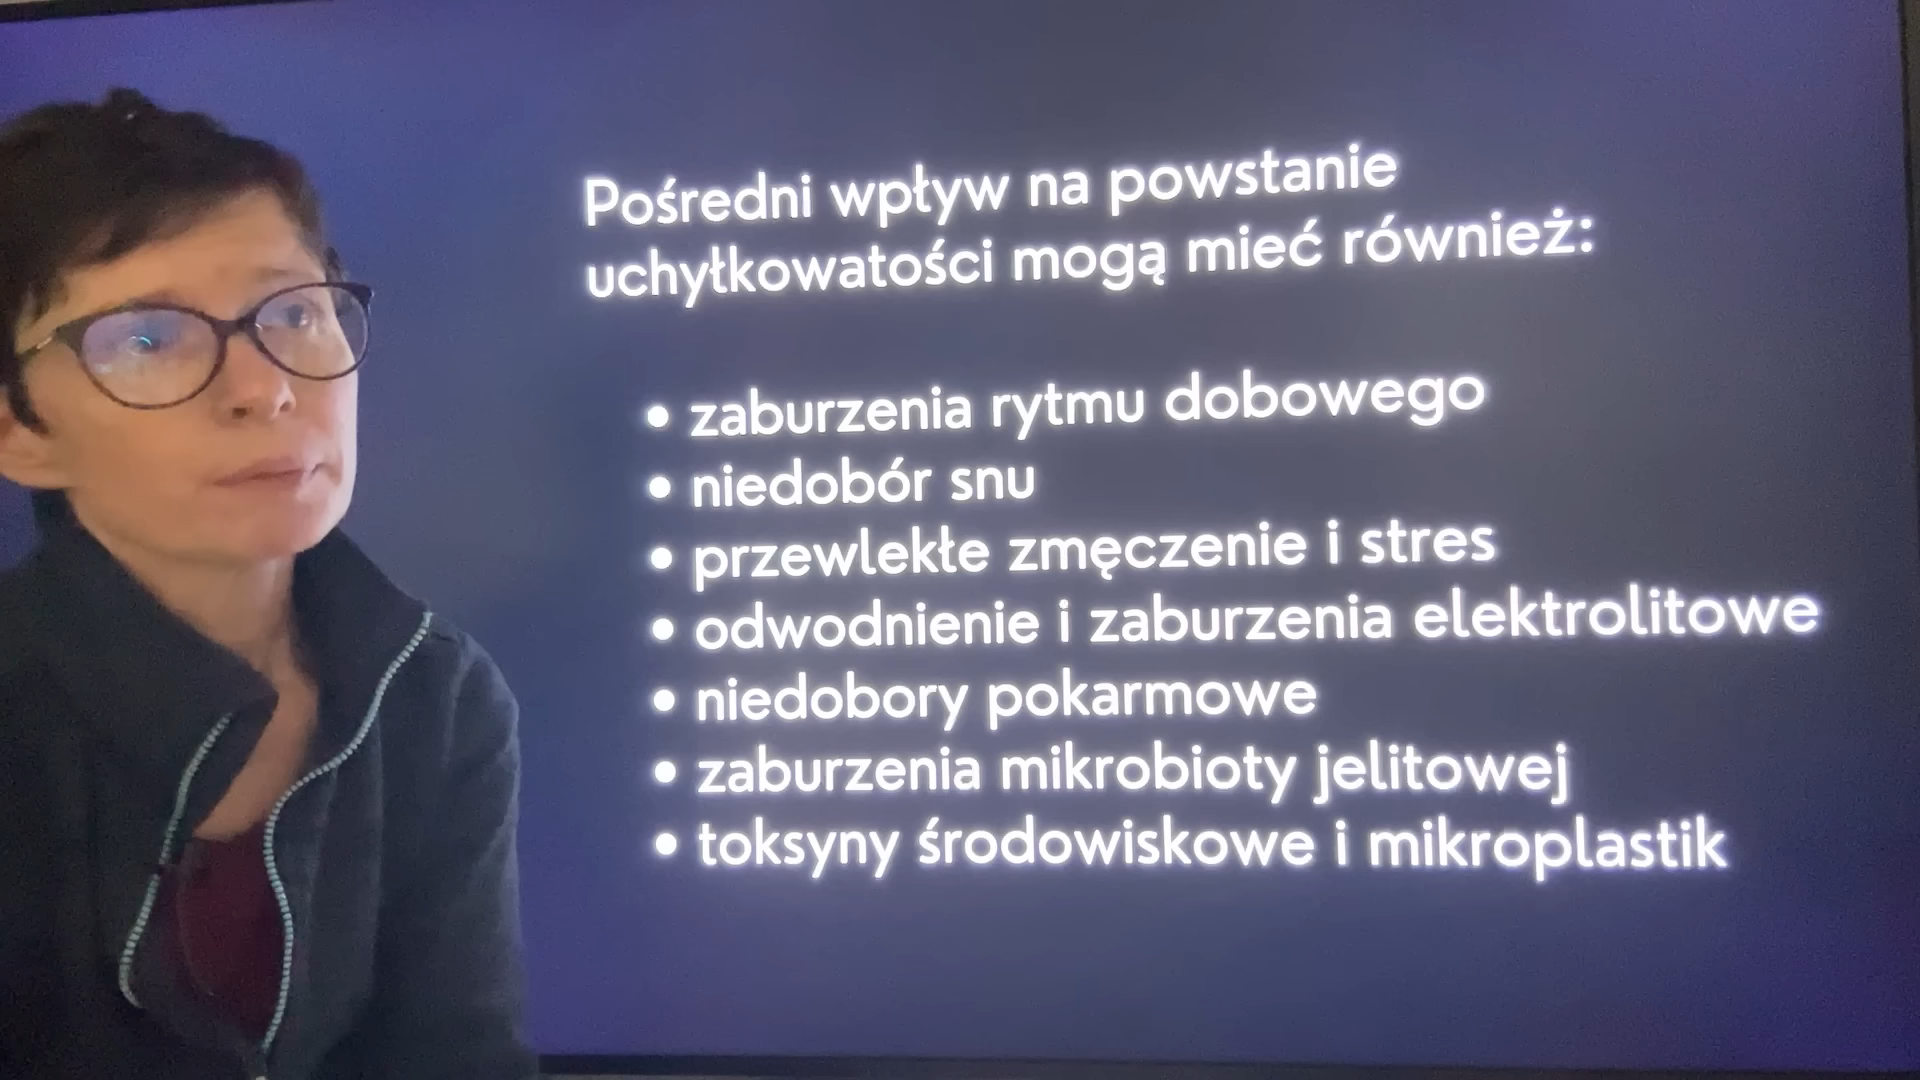 Pośredni wpływ na powstanie
uchyłkowatości mogą mieć również:
• zaburzenia rytmu dobowego
• niedobór snu
• przewlekłe zmęczenie i stres
• odwodnienie i zaburzenia elektrolitowe
• niedobory pokarmowe
• zaburzenia mikrobioty jelitowej
• toksyny środowiskowe i mikroplastik